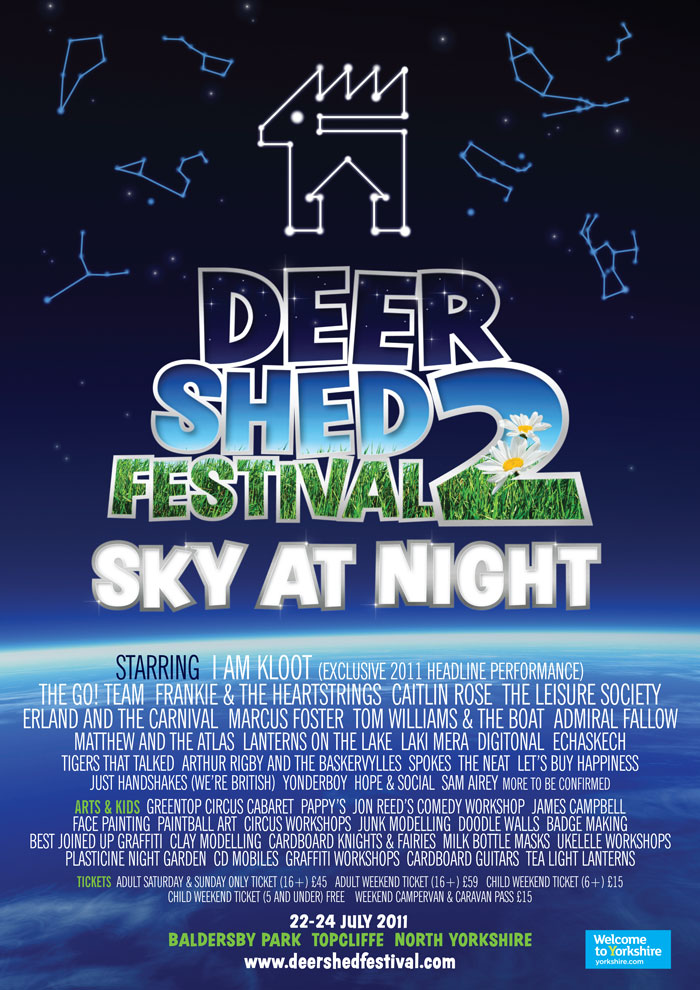 DEER
SHED
FESTIVAL 2
SKY AT NIGHT
STARRING I AM KLOOT (EXCLUSIVE 2011 HEADLINE PERFORMANCE)
THE GO! TEAM FRANKIE & THE HEARTSTRINGS CAITLIN ROSE THE LEISURE SOCIETY
ERLAND AND THE CARNIVAL MARCUS FOSTER TOM WILLIAMS & THE BOAT ADMIRAL FALLOW
MATTHEW AND THE ATLAS LANTERNS ON THE LAKE LAKI MERA DIGITONAL ECHASKECH
TIGERS THAT TALKED ARTHUR RIGBY AND THE BASKERVYLLES SPOKES THE NEAT LET'S BUY HAPPINESS
JUST HANDSHAKES (WE'RE BRITISH) YONDERBOY HOPE & SOCIAL SAM AIREY MORE TO BE CONFIRMED
ARTS & KIDS GREENTOP CIRCUS CABARET PAPPY'S JON REED'S COMEDY WORKSHOP JAMES CAMPBELL
FACE PAINTING PAINTBALL ART CIRCUS WORKSHOPS JUNK MODELLING DOODLE WALLS BADGE MAKING
BEST JOINED UP GRAFFITI CLAY MODELLING CARDBOARD KNIGHTS & FAIRIES MILK BOTTLE MASKS UKELELE WORKSHOPS
PLASTICINE NIGHT GARDEN CD MOBILES GRAFFITI WORKSHOPS CARDBOARD GUITARS TEA LIGHT LANTERNS
TICKETS ADULT SATURDAY & SUNDAY ONLY TICKET (16+) £45 ADULT WEEKEND TICKET (16+) £59 CHILD WEEKEND TICKET (6+) £15
CHILD WEEKEND TICKET (5 AND UNDER) FREE WEEKEND CAMPERVAN & CARAVAN PASS £15
22-24 JULY 2011
BALDERSBY PARK TOPCLIFFE NORTH YORKSHIRE
www.deershedfestival.com
Welcome
to Yorkshire
yorkshire.com